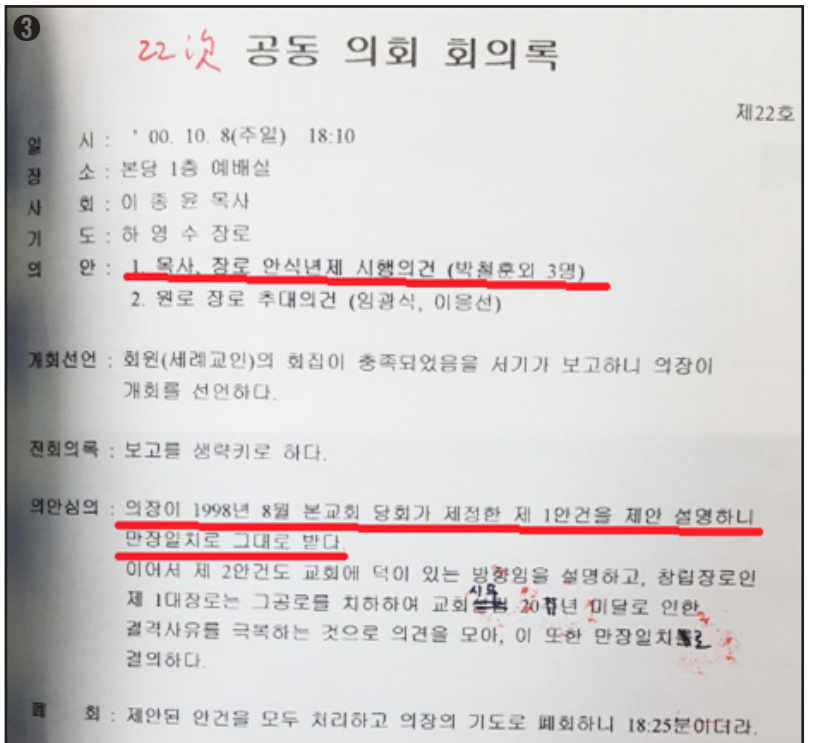 ❸
22次 공동 의회 회의록
제22호
일 시 : ' 00. 10. 8(주일) 18:10
장 소 : 본당 1층 예배실
사 회 : 이 종 윤 목사
기 도 : 하 영 수 장로
의 안 : 1. 목사, 장로 안식년제 시행의건 (박철훈외 3명)
2. 원로 장로 추대의건 (임광식, 이응선)
개회선언 : 회원(세례교인)의 회집이 충족되었음을 서기가 보고하니 의장이
개회를 선언하다.
전회의록 : 보고를 생략키로 하다.
의안심의 : 의장이 1998년 8월 본교회 당회가 제정한 제 1안건을 제안 설명하니
만장일치로 그대로 받다.
이어서 제 2안건도 교회에 덕이 있는 방향임을 설명하고, 창립장로인
제 1대장로는 그공로를 치하하여 교회 시무 20년 미달로 인한
결격사유를 극복하는 것으로 의견을 모아, 이 또한 만장일치로
결의하다.
폐 회 : 제안된 안건을 모두 처리하고 의장의 기도로 폐회하니 18:25분이더라.